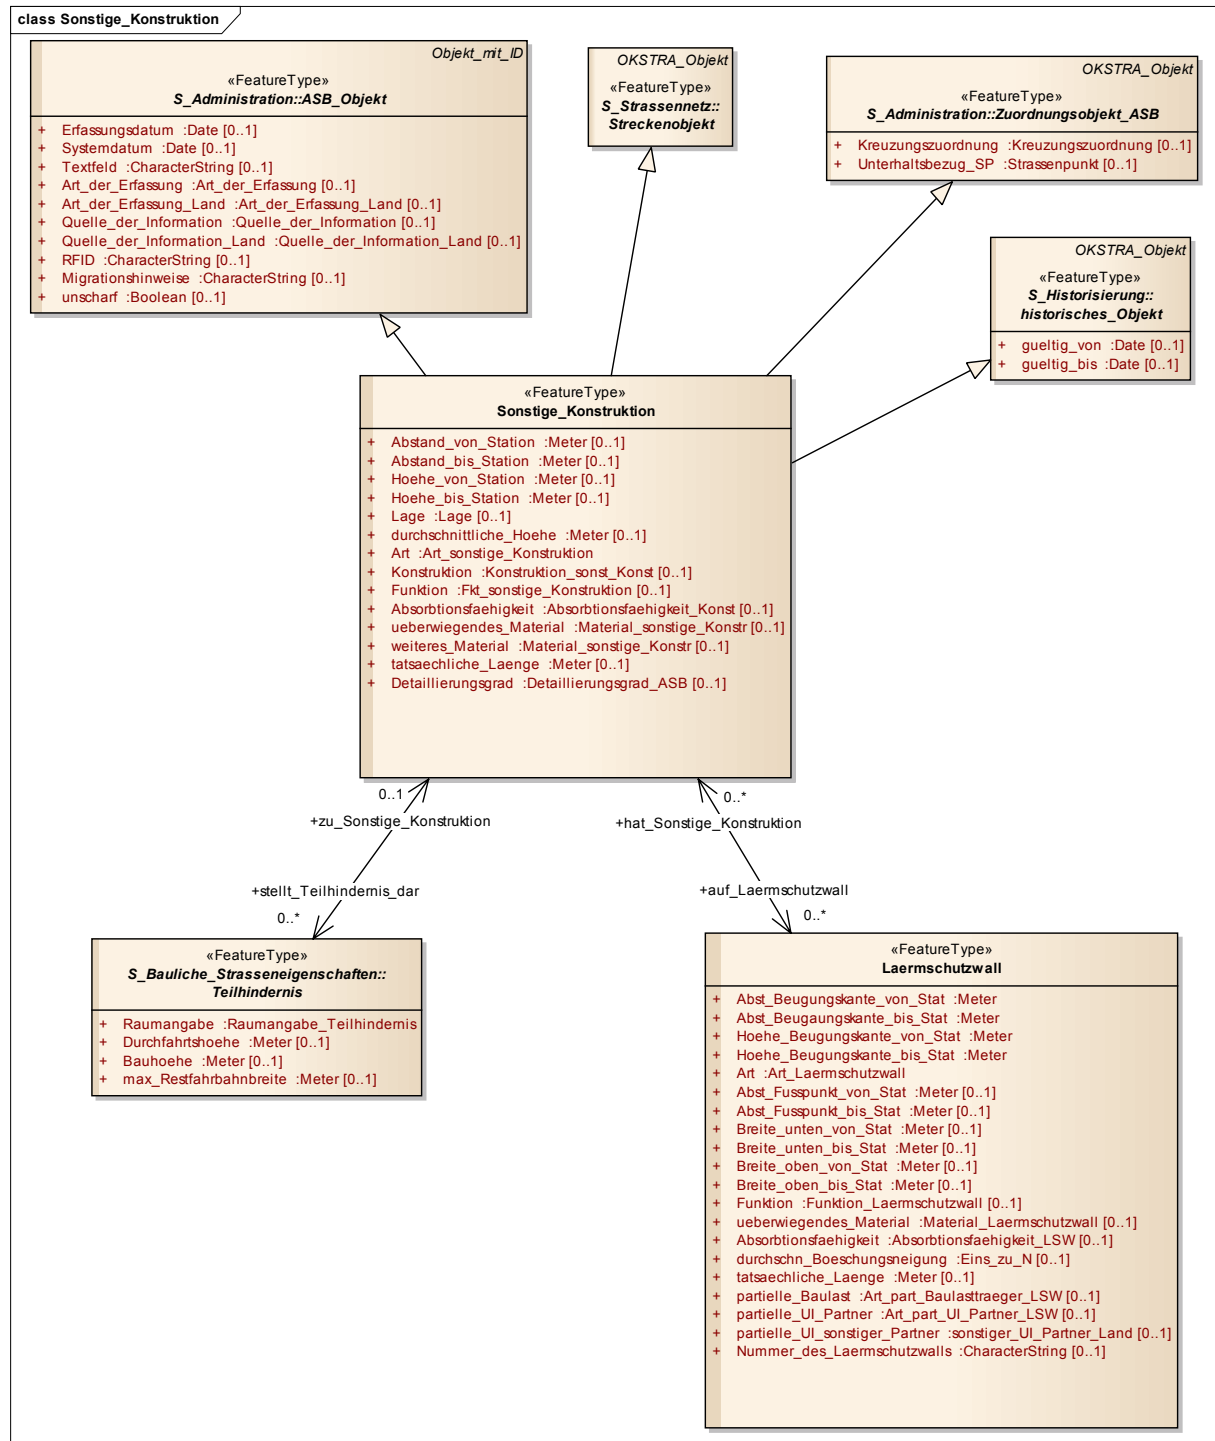 class Sonstige_Konstruktion
Objekt_mit_ID
«FeatureType»
S_Administration::ASB_Objekt
+ Erfassungsdatum :Date [0..1]
+ Systemdatum :Date [0..1]
+ Textfeld :CharacterString [0..1]
+ Art_der_Erfassung :Art_der_Erfassung [0..1]
+ Art_der_Erfassung_Land :Art_der_Erfassung_Land [0..1]
+ Quelle_der_Information :Quelle_der_Information [0..1]
+ Quelle_der_Information_Land :Quelle_der_Information_Land [0..1]
+ RFID :CharacterString [0..1]
+ Migrationshinweise :CharacterString [0..1]
+ unscharf :Boolean [0..1]
OKSTRA_Objekt
«FeatureType»
S_Strassennetz::
Streckenobjekt
OKSTRA_Objekt
«FeatureType»
S_Administration::Zuordnungsobjekt_ASB
+ Kreuzungszuordnung :Kreuzungszuordnung [0..1]
+ Unterhaltsbezug_SP :Strassenpunkt [0..1]
OKSTRA_Objekt
«FeatureType»
S_Historisierung::
historisches_Objekt
+ gueltig_von :Date [0..1]
+ gueltig_bis :Date [0..1]
«FeatureType»
Sonstige_Konstruktion
+ Abstand_von_Station :Meter [0..1]
+ Abstand_bis_Station :Meter [0..1]
+ Hoehe_von_Station :Meter [0..1]
+ Hoehe_bis_Station :Meter [0..1]
+ Lage :Lage [0..1]
+ durchschnittliche_Hoehe :Meter [0..1]
+ Art :Art_sonstige_Konstruktion
+ Konstruktion :Konstruktion_sonst_Konst [0..1]
+ Funktion :Fkt_sonstige_Konstruktion [0..1]
+ Absorbtionsfaehigkeit :Absorbtionsfaehigkeit_Konst [0..1]
+ ueberwiegendes_Material :Material_sonstige_Konstr [0..1]
+ weiteres_Material :Material_sonstige_Konstr [0..1]
+ tatsaechliche_Laenge :Meter [0..1]
+ Detaillierungsgrad :Detaillierungsgrad_ASB [0..1]
0..1
+zu_Sonstige_Konstruktion
+stellt_Teilhindernis_dar
0..*
0..*
+hat_Sonstige_Konstruktion
+auf_Laermschutzwall
0..*
«FeatureType»
S_Bauliche_Strasseneigenschaften::
Teilhindernis
+ Raumangabe :Raumangabe_Teilhindernis
+ Durchfahrtshoehe :Meter [0..1]
+ Bauhoehe :Meter [0..1]
+ max_Restfahrbahnbreite :Meter [0..1]
«FeatureType»
Laermschutzwall
+ Abst_Beugungskante_von_Stat :Meter
+ Abst_Beugaungskante_bis_Stat :Meter
+ Hoehe_Beugungskante_von_Stat :Meter
+ Hoehe_Beugungskante_bis_Stat :Meter
+ Art :Art_Laermschutzwall
+ Abst_Fusspunkt_von_Stat :Meter [0..1]
+ Abst_Fusspunkt_bis_Stat :Meter [0..1]
+ Breite_unten_von_Stat :Meter [0..1]
+ Breite_unten_bis_Stat :Meter [0..1]
+ Breite_oben_von_Stat :Meter [0..1]
+ Breite_oben_bis_Stat :Meter [0..1]
+ Funktion :Funktion_Laermschutzwall [0..1]
+ ueberwiegendes_Material :Material_Laermschutzwall [0..1]
+ Absorbtionsfaehigkeit :Absorbtionsfaehigkeit_LSW [0..1]
+ durchschn_Boeschungsneigung :Eins_zu_N [0..1]
+ tatsaechliche_Laenge :Meter [0..1]
+ partielle_Baulast :Art_part_Baulasttraeger_LSW [0..1]
+ partielle_UI_Partner :Art_part_UI_Partner_LSW [0..1]
+ partielle_UI_sonstiger_Partner :sonstiger_UI_Partner_Land [0..1]
+ Nummer_des_Laermschutzwalls :CharacterString [0..1]